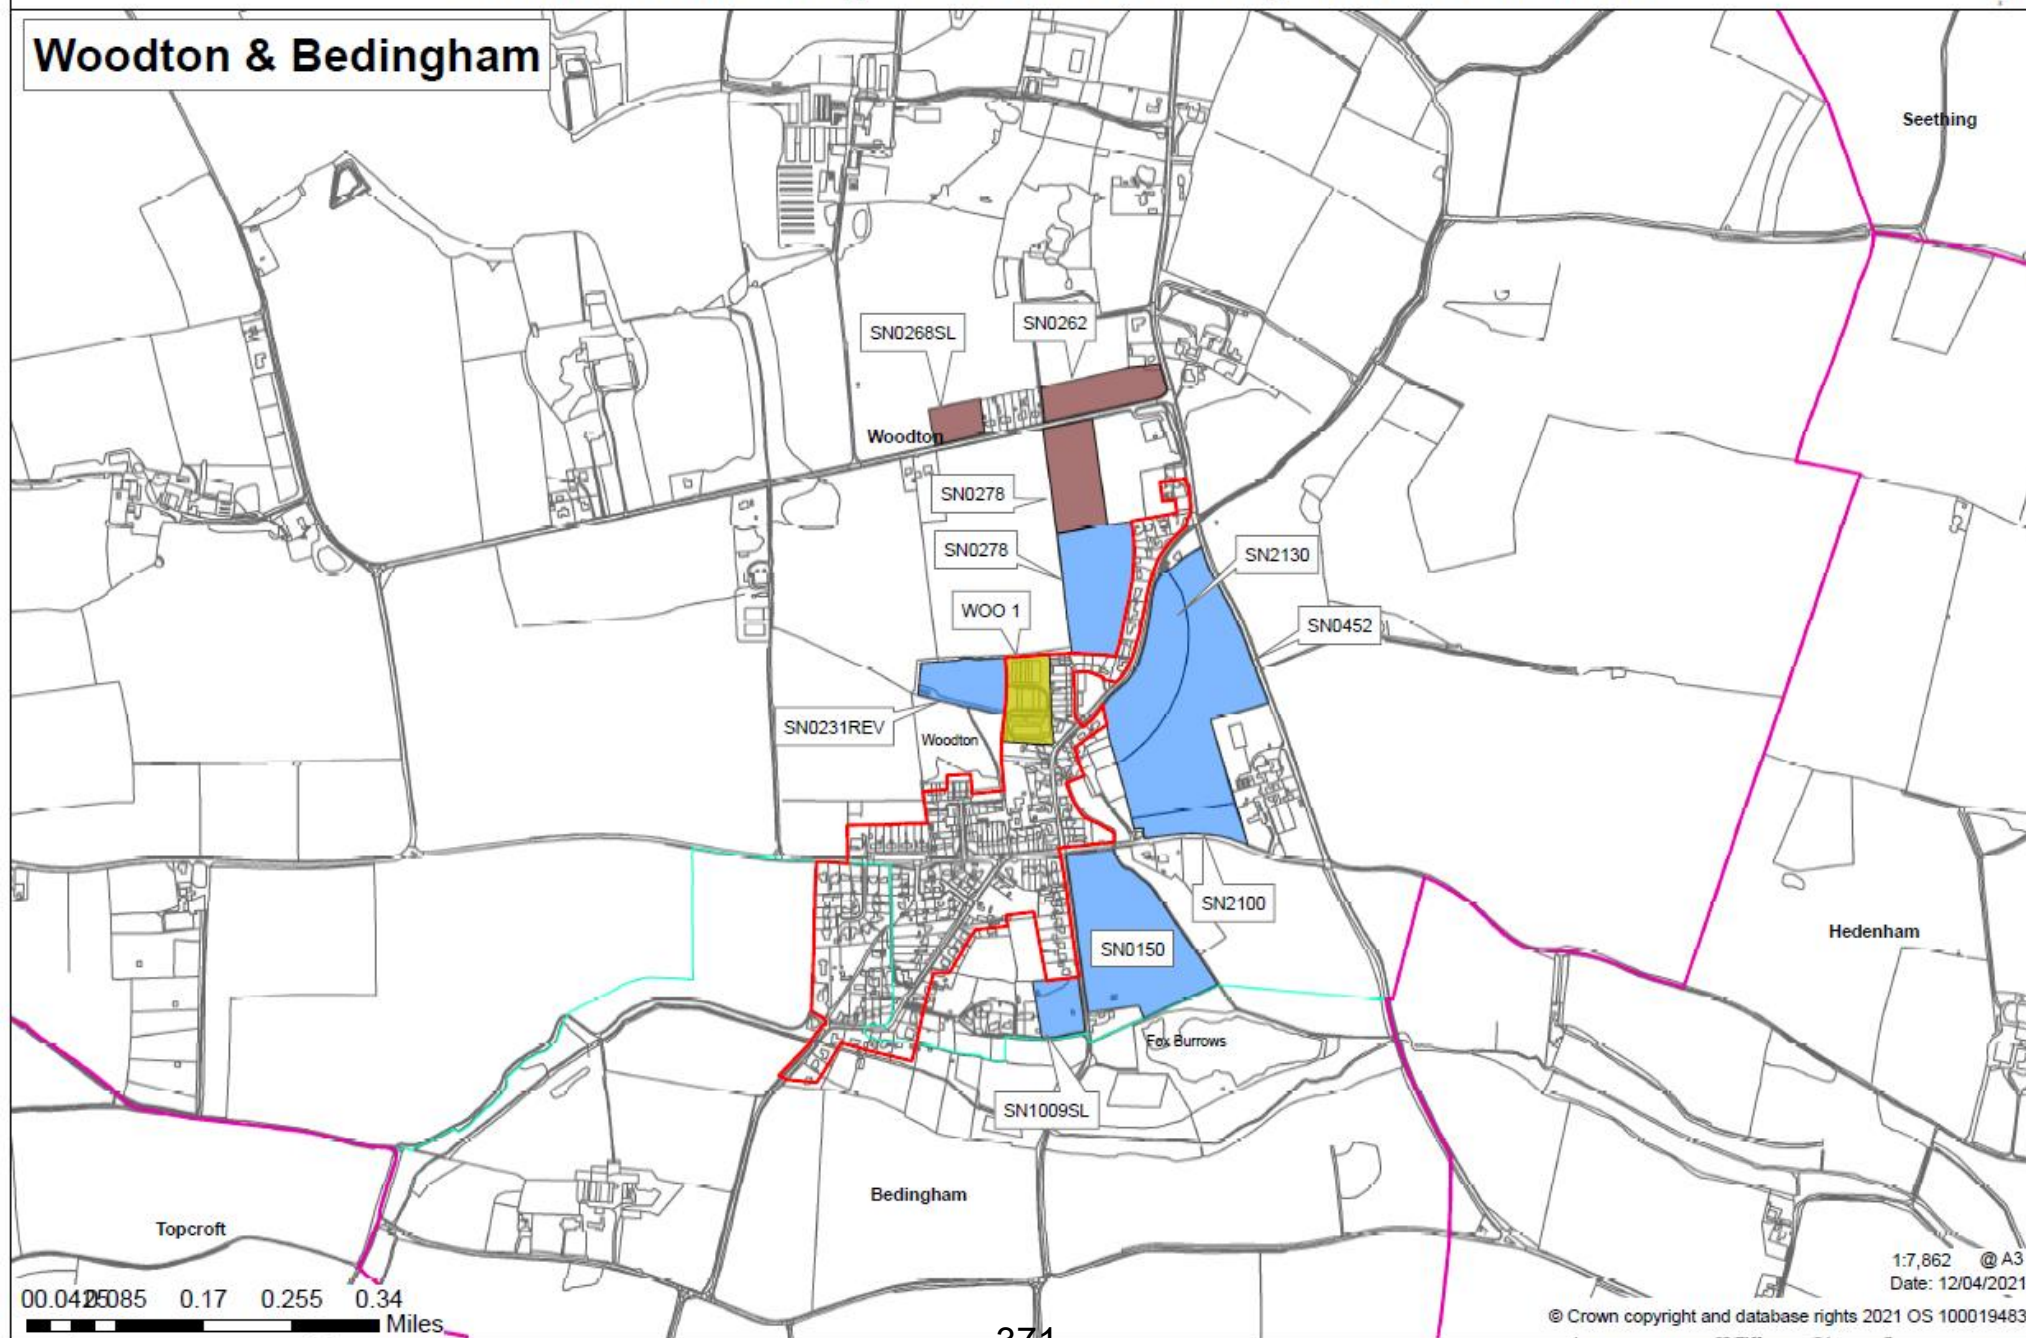 Woodton & Bedingham
Seething
SN0268SL
SN0262
Woodton
SN0278
SN0278
SN2130
WOO 1
SN0452
SN0231REV
Woodton
SN2100
SN0150
Hedenham
Fox Burrows
SN1009SL
Bedingham
Topcroft
1:7,862 @ A3
Date: 12/04/2021
0.17 0.255 0.34
Miles
© Crown copyright and database rights 2021 OS 100019483